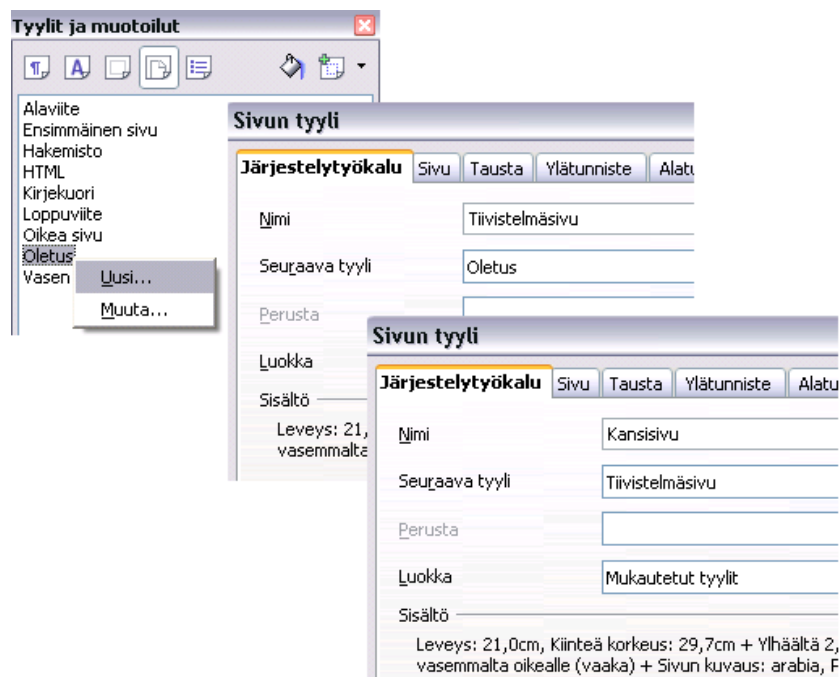 Tyylit ja muotoilut
Alaviite
Ensimmäinen sivu
Hakemisto
HTML
Kirjekuori
Loppuviite
Oikea sivu
Oletus
Vasen
Uusi...
Muuta...
Sivun tyyli
Järjestelytyökalu Sivu Tausta Ylätunniste Alatu
Nimi Tiivistelmäsivu
Seuraava tyyli Oletus
Perusta
Luokka
Sisältö
Leveys: 21,
vasemmalta
Sivun tyyli
Järjestelytyökalu Sivu Tausta Ylätunniste Alatu
Nimi Kansisivu
Seuraava tyyli Tiivistelmäsivu
Perusta
Luokka Mukautetut tyylit
Sisältö
Leveys: 21,0cm, Kiinteä korkeus: 29,7cm + Ylhäältä 2,
vasemmalta oikealle (vaaka) + Sivun kuvaus: arabia, F